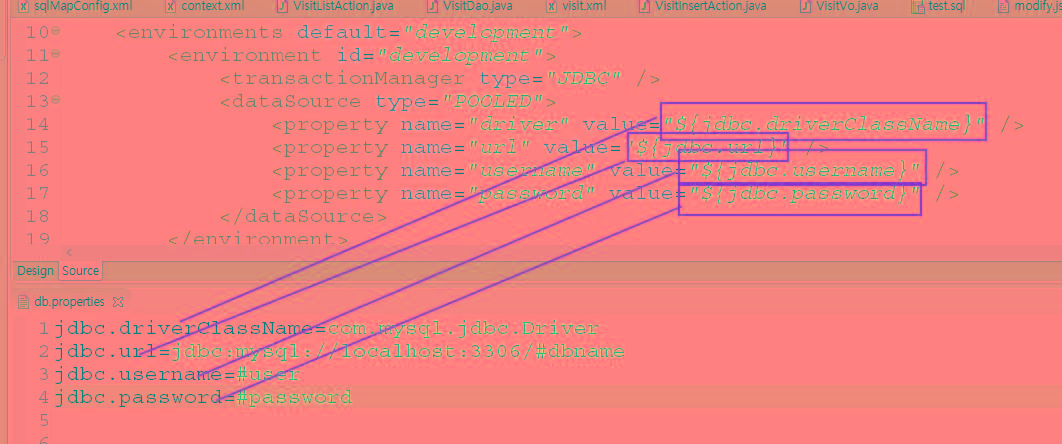 sqlMapConfig.xml context.xml VisitListAction.java VisitDao.java visit.xml VisitInsertAction.java VisitVo.java test.sql modify.js
10 <environments default="development">
11 <environment id="development">
12 <transactionManager type="JDBC" />
13 <dataSource type="POOLED">
14 <property name="driver" value="${jdbc.driverClassName}" />
15 <property name="url" value="${jdbc.url}" />
16 <property name="username" value="${jdbc.username}" />
17 <property name="password" value="${jdbc.password}" />
18 </dataSource>
19 </environment>
Design Source
db.properties
1 jdbc.driverClassName=com.mysql.jdbc.Driver
2 jdbc.url=jdbc:mysql://localhost:3306/#dbname
3 jdbc.username=#user
4 jdbc.password=#password
5
6